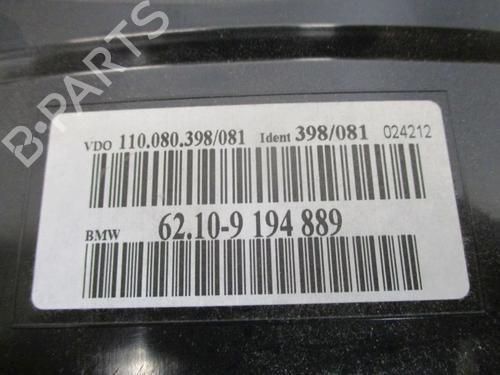 B-PARTS
VDO 110.080.398/081 Ident 398/081 024212
BMW 62.10-9 194 889